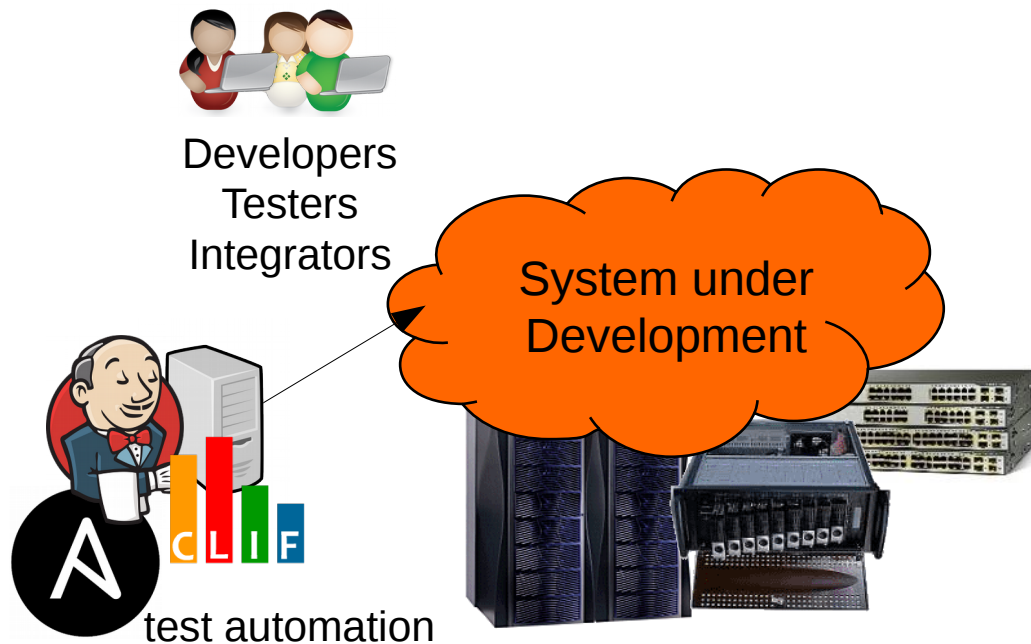 Developers
Testers
Integrators
System under
Development
CLIF
test automation